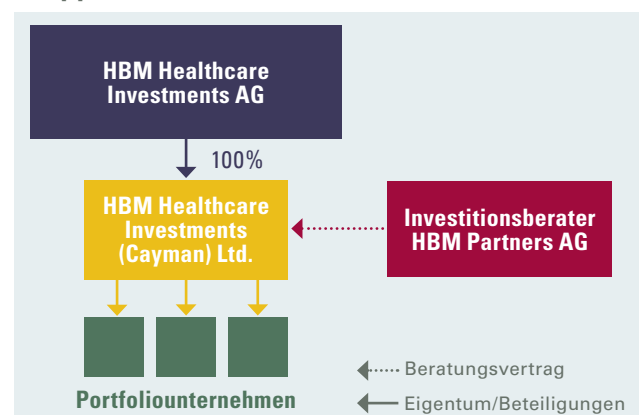 HBM Healthcare
Investments AG
100%
HBM Healthcare
Investments
(Cayman) Ltd.
Investitionsberater
HBM Partners AG
Portfoliounternehmen
Beratungsvertrag
Eigentum/Beteiligungen